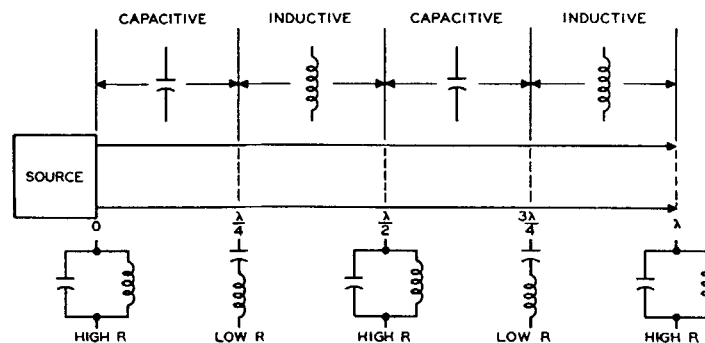 CAPACITIVE INDUCTIVE CAPACITIVE INDUCTIVE
SOURCE
0 λ/4 λ/2 3λ/4 λ
HIGH R LOW R HIGH R LOW R HIGH R